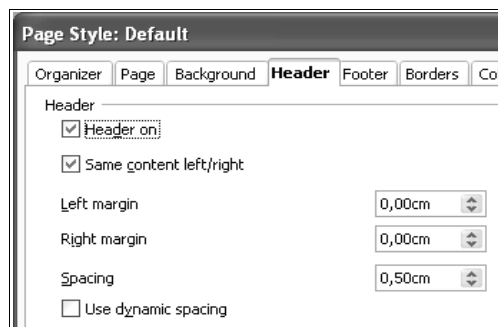 Page Style: Default
Organizer Page Background Header Footer Borders
Header
Header on
Same content left/right
Left margin 0,00cm
Right margin 0,00cm
Spacing 0,50cm
Use dynamic spacing